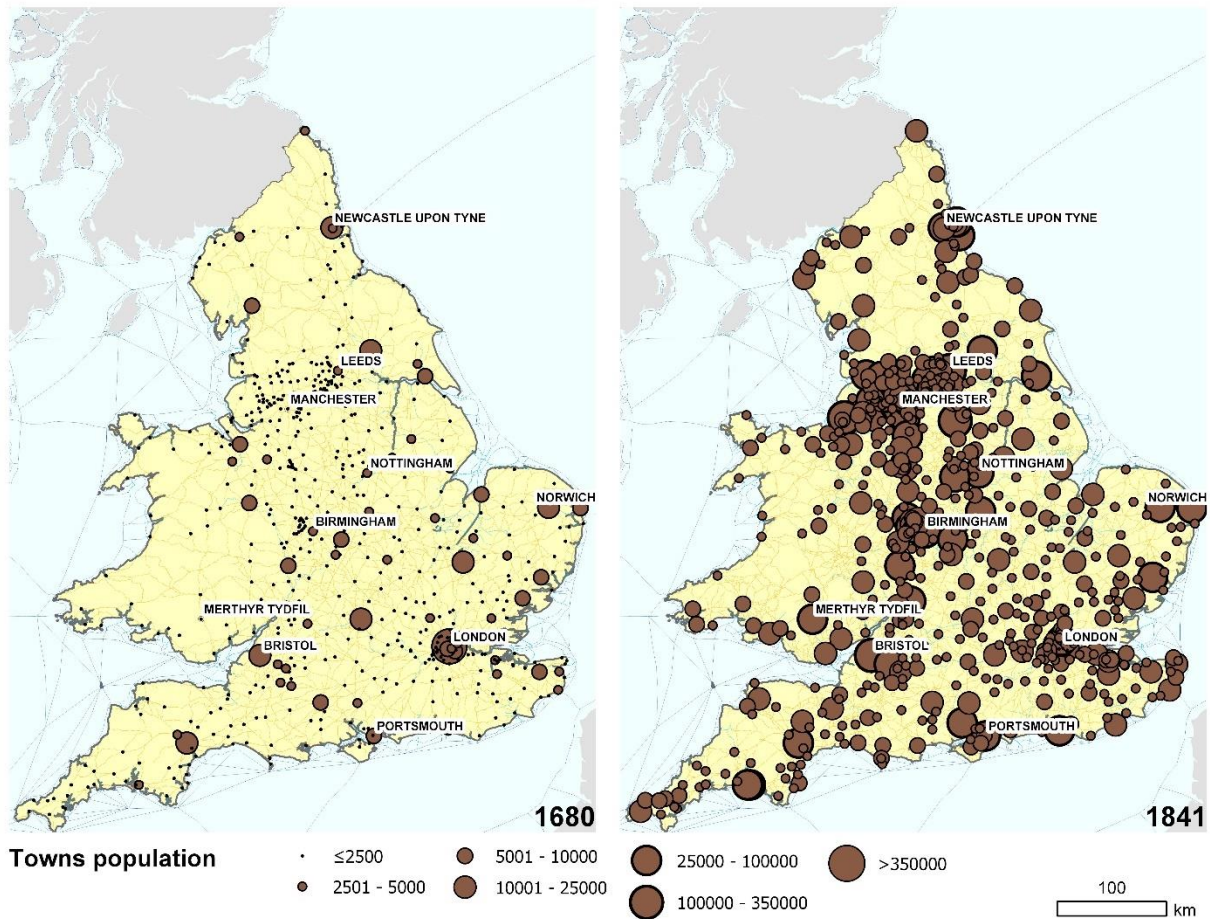 NEWCASTLE UPON TYNE
LEEDS
MANCHESTER
NOTTINGHAM
NORWICH
BIRMINGHAM
MERTHYR TYDFIL
LONDON
BRISTOL
PORTSMOUTH
1680
NEWCASTLE UPON TYNE
LEEDS
MANCHESTER
NOTTINGHAM
NORWICH
BIRMINGHAM
MERTHYR TYDFIL
LONDON
BRISTOL
PORTSMOUTH
1841
Towns population
≤2500
2501 - 5000
5001 - 10000
10001 - 25000
25000 - 100000
100000 - 350000
>350000
100
km